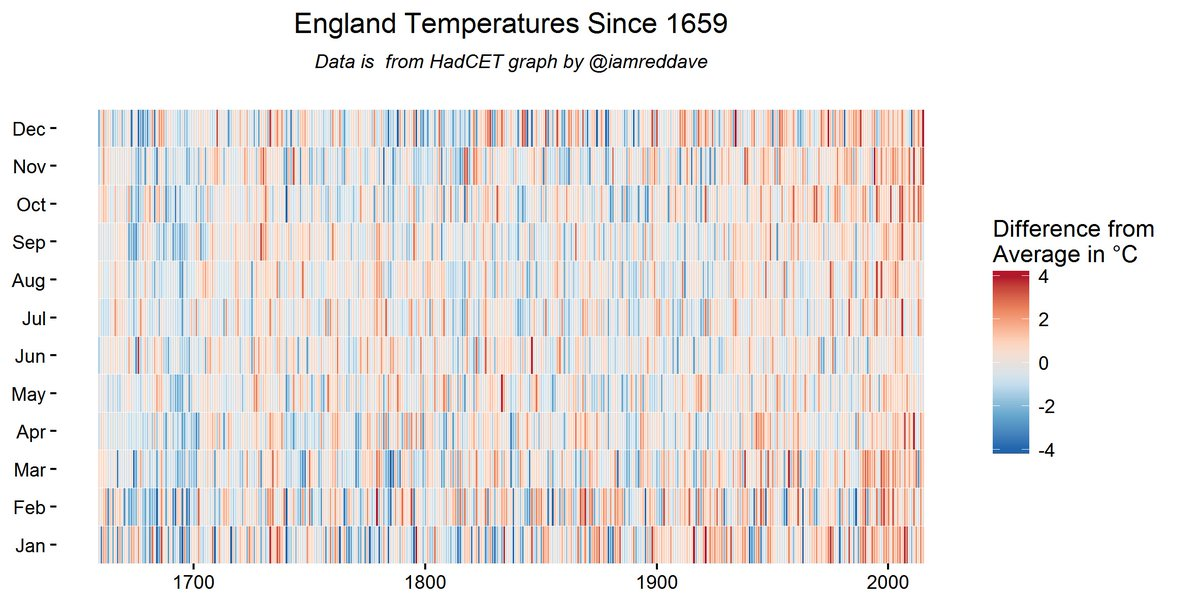 England Temperatures Since 1659
Data is  from HadCET graph by @iamreddave
Dec
Nov
Oct
Sep
Aug
Jul
Jun
May
Apr
Mar
Feb
Jan
1700
1800
1900
2000
Difference from
Average in °C
4
2
0
-2
-4